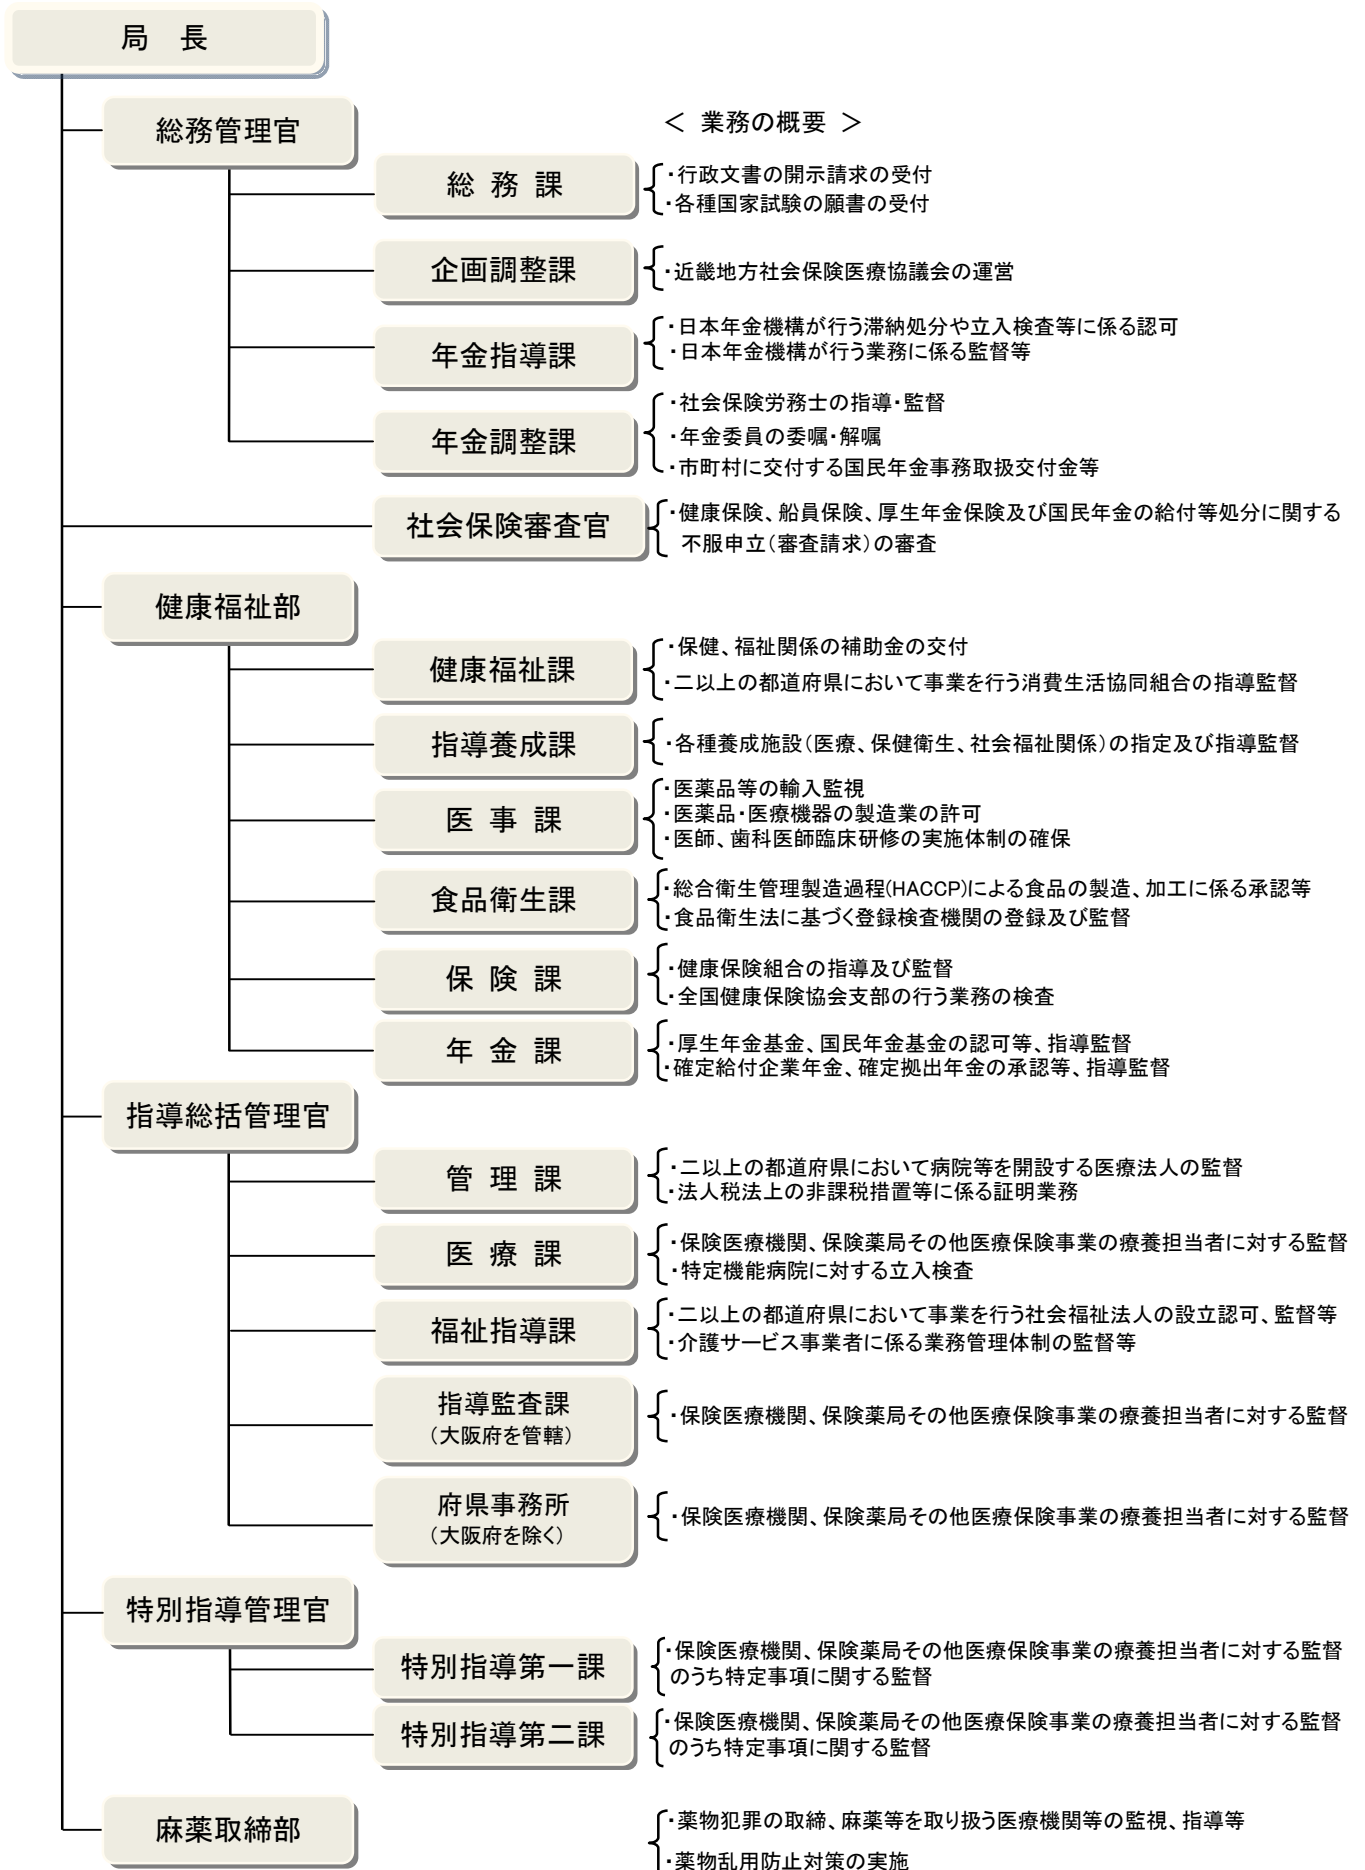 局 長
総務管理官
＜ 業務の概要 ＞
総 務 課
・行政文書の開示請求の受付
・各種国家試験の願書の受付
企画調整課
・近畿地方社会保険医療協議会の運営
年金指導課
・日本年金機構が行う滞納処分や立入検査等に係る認可
・日本年金機構が行う業務に係る監督等
年金調整課
・社会保険労務士の指導・監督
・年金委員の委嘱・解嘱
・市町村に交付する国民年金事務取扱交付金等
社会保険審査官
・健康保険、船員保険、厚生年金保険及び国民年金の給付等処分に関する
不服申立（審査請求）の審査
健康福祉部
健康福祉課
・保健、福祉関係の補助金の交付
・二以上の都道府県において事業を行う消費生活協同組合の指導監督
指導養成課
・各種養成施設（医療、保健衛生、社会福祉関係）の指定及び指導監督
医 事 課
・医薬品等の輸入監視
・医薬品・医療機器の製造業の許可
・医師、歯科医師臨床研修の実施体制の確保
食品衛生課
・総合衛生管理製造過程(HACCP)による食品の製造、加工に係る承認等
・食品衛生法に基づく登録検査機関の登録及び監督
保 険 課
・健康保険組合の指導及び監督
・全国健康保険協会支部の行う業務の検査
年 金 課
・厚生年金基金、国民年金基金の認可等、指導監督
・確定給付企業年金、確定拠出年金の承認等、指導監督
指導総括管理官
管 理 課
・二以上の都道府県において病院等を開設する医療法人の監督
・法人税法上の非課税措置等に係る証明業務
医 療 課
・保険医療機関、保険薬局その他医療保険事業の療養担当者に対する監督
・特定機能病院に対する立入検査
福祉指導課
・二以上の都道府県において事業を行う社会福祉法人の設立認可、監督等
・介護サービス事業者に係る業務管理体制の監督等
指導監査課
（大阪府を管轄）
・保険医療機関、保険薬局その他医療保険事業の療養担当者に対する監督
府県事務所
（大阪府を除く）
・保険医療機関、保険薬局その他医療保険事業の療養担当者に対する監督
特別指導管理官
特別指導第一課
・保険医療機関、保険薬局その他医療保険事業の療養担当者に対する監督
のうち特定事項に関する監督
特別指導第二課
・保険医療機関、保険薬局その他医療保険事業の療養担当者に対する監督
のうち特定事項に関する監督
麻薬取締部
・薬物犯罪の取締、麻薬等を取り扱う医療機関等の監視、指導等
・薬物乱用防止対策の実施